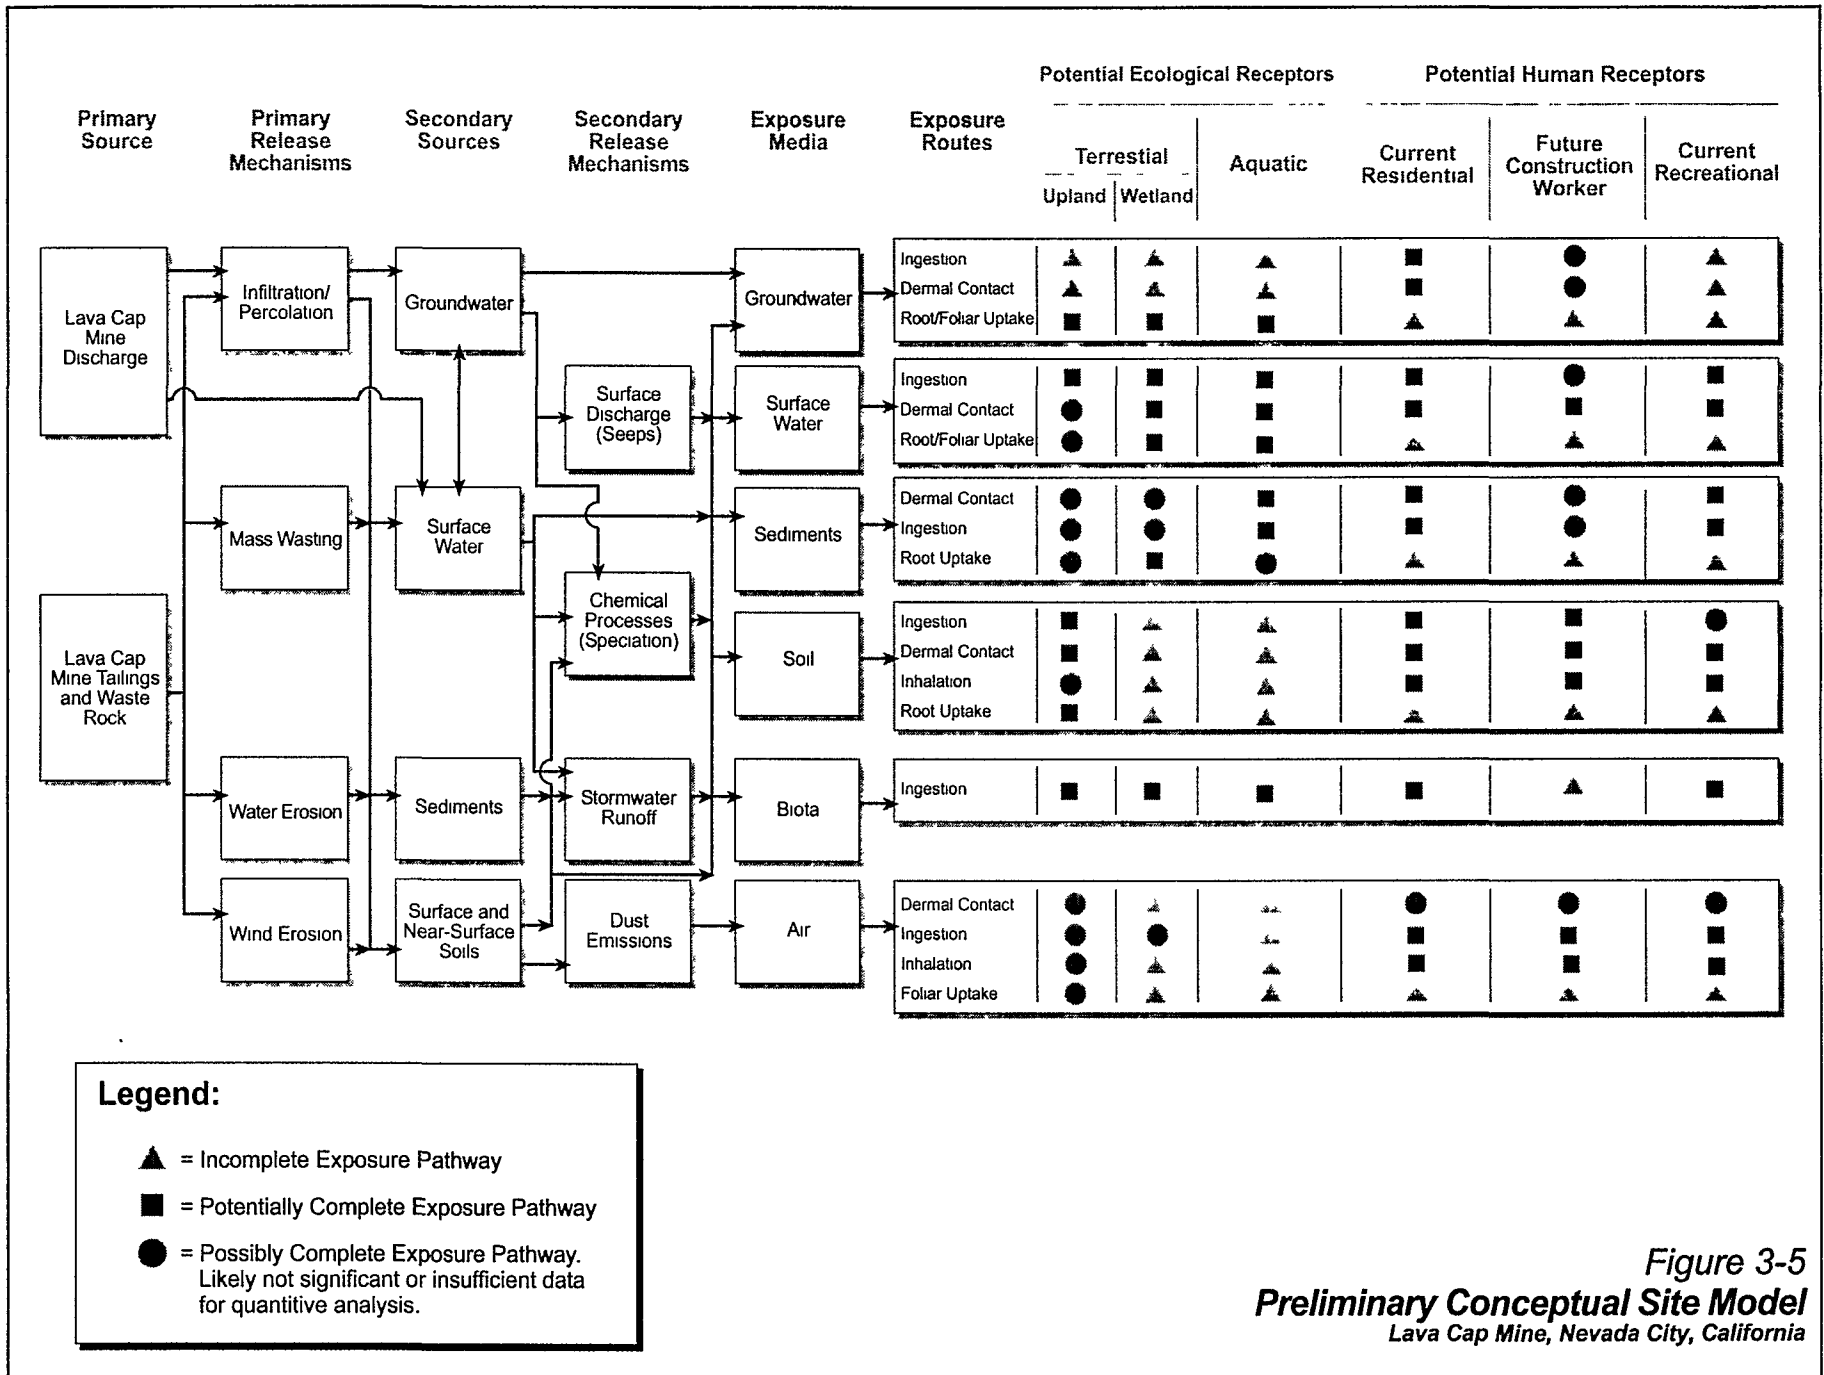 Potential Ecological Receptors
Potential Human Receptors
Primary
Source
Primary
Release
Mechanisms
Secondary
Sources
Secondary
Release
Mechanisms
Exposure
Media
Exposure
Routes
Terrestial
Upland
Wetland
Aquatic
Current
Residential
Future
Construction
Worker
Current
Recreational
Lava Cap
Mine
Discharge
Lava Cap
Mine Tailings
and Waste
Rock
Infiltration/
Percolation
Mass Wasting
Water Erosion
Wind Erosion
Groundwater
Surface
Water
Sediments
Surface and
Near-Surface
Soils
Surface
Discharge
(Seeps)
Chemical
Processes
(Speciation)
Stormwater
Runoff
Dust
Emissions
Groundwater
Surface
Water
Sediments
Soil
Biota
Air
Ingestion
Dermal Contact
Root/Foliar Uptake
Ingestion
Dermal Contact
Root/Foliar Uptake
Dermal Contact
Ingestion
Root Uptake
Ingestion
Dermal Contact
Inhalation
Root Uptake
Ingestion
Dermal Contact
Ingestion
Inhalation
Foliar Uptake
Legend:
= Incomplete Exposure Pathway
= Potentially Complete Exposure Pathway
= Possibly Complete Exposure Pathway.
Likely not significant or insufficient data
for quantitive analysis.
Figure 3-5
Preliminary Conceptual Site Model
Lava Cap Mine, Nevada City, California